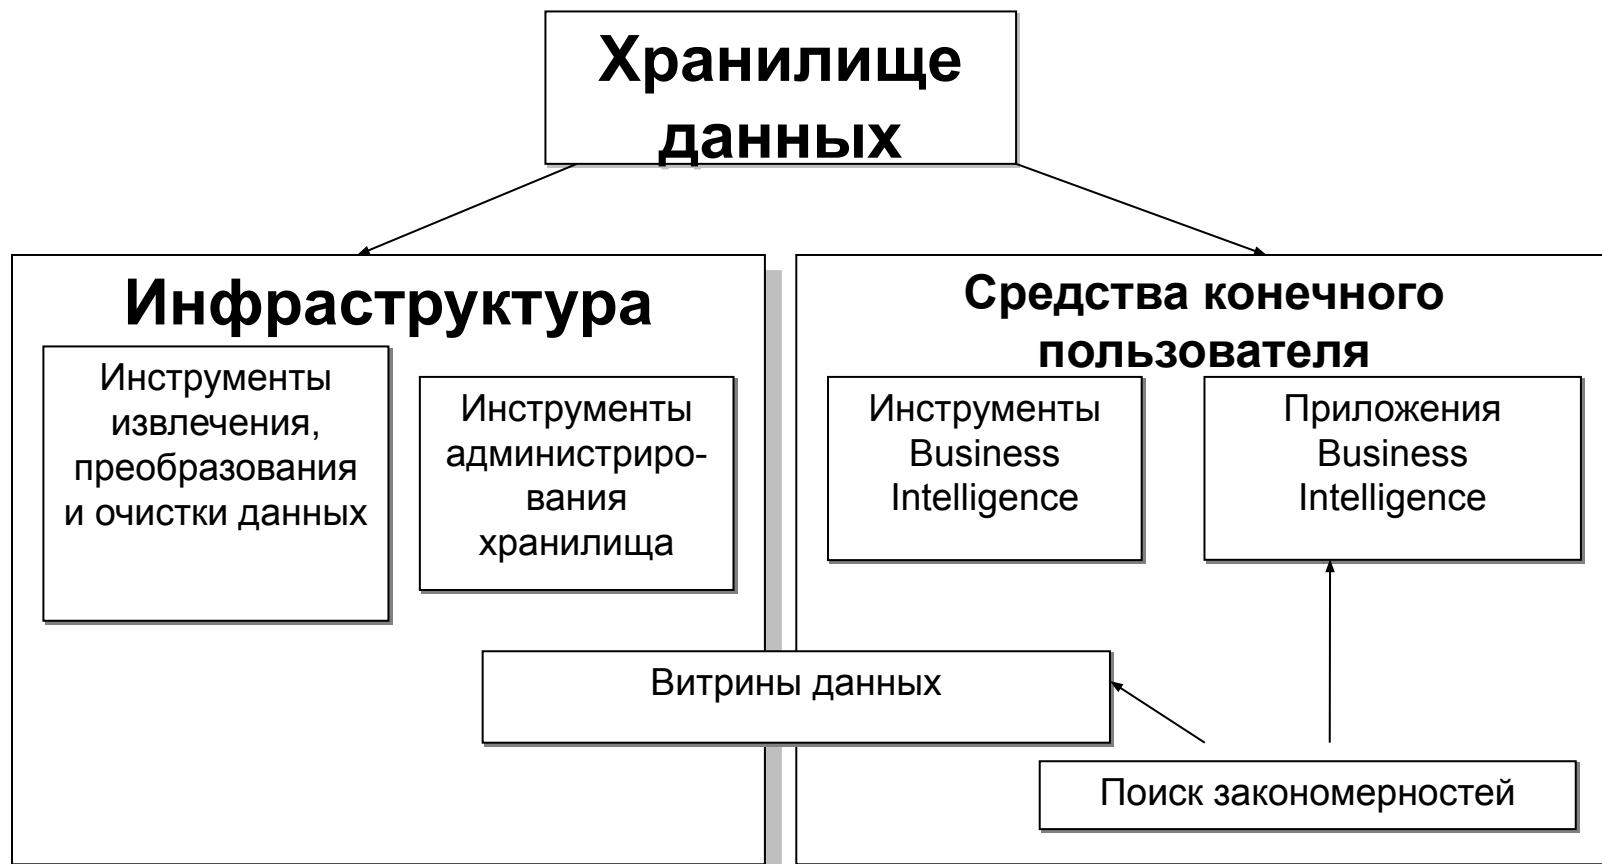 Хранилище
данных
Инфраструктура
Инструменты
извлечения,
преобразования
и очистки данных
Инструменты
администриро-
вания
хранилища
Средства конечного
пользователя
Инструменты
Business
Intelligence
Приложения
Business
Intelligence
Витрины данных
Поиск закономерностей